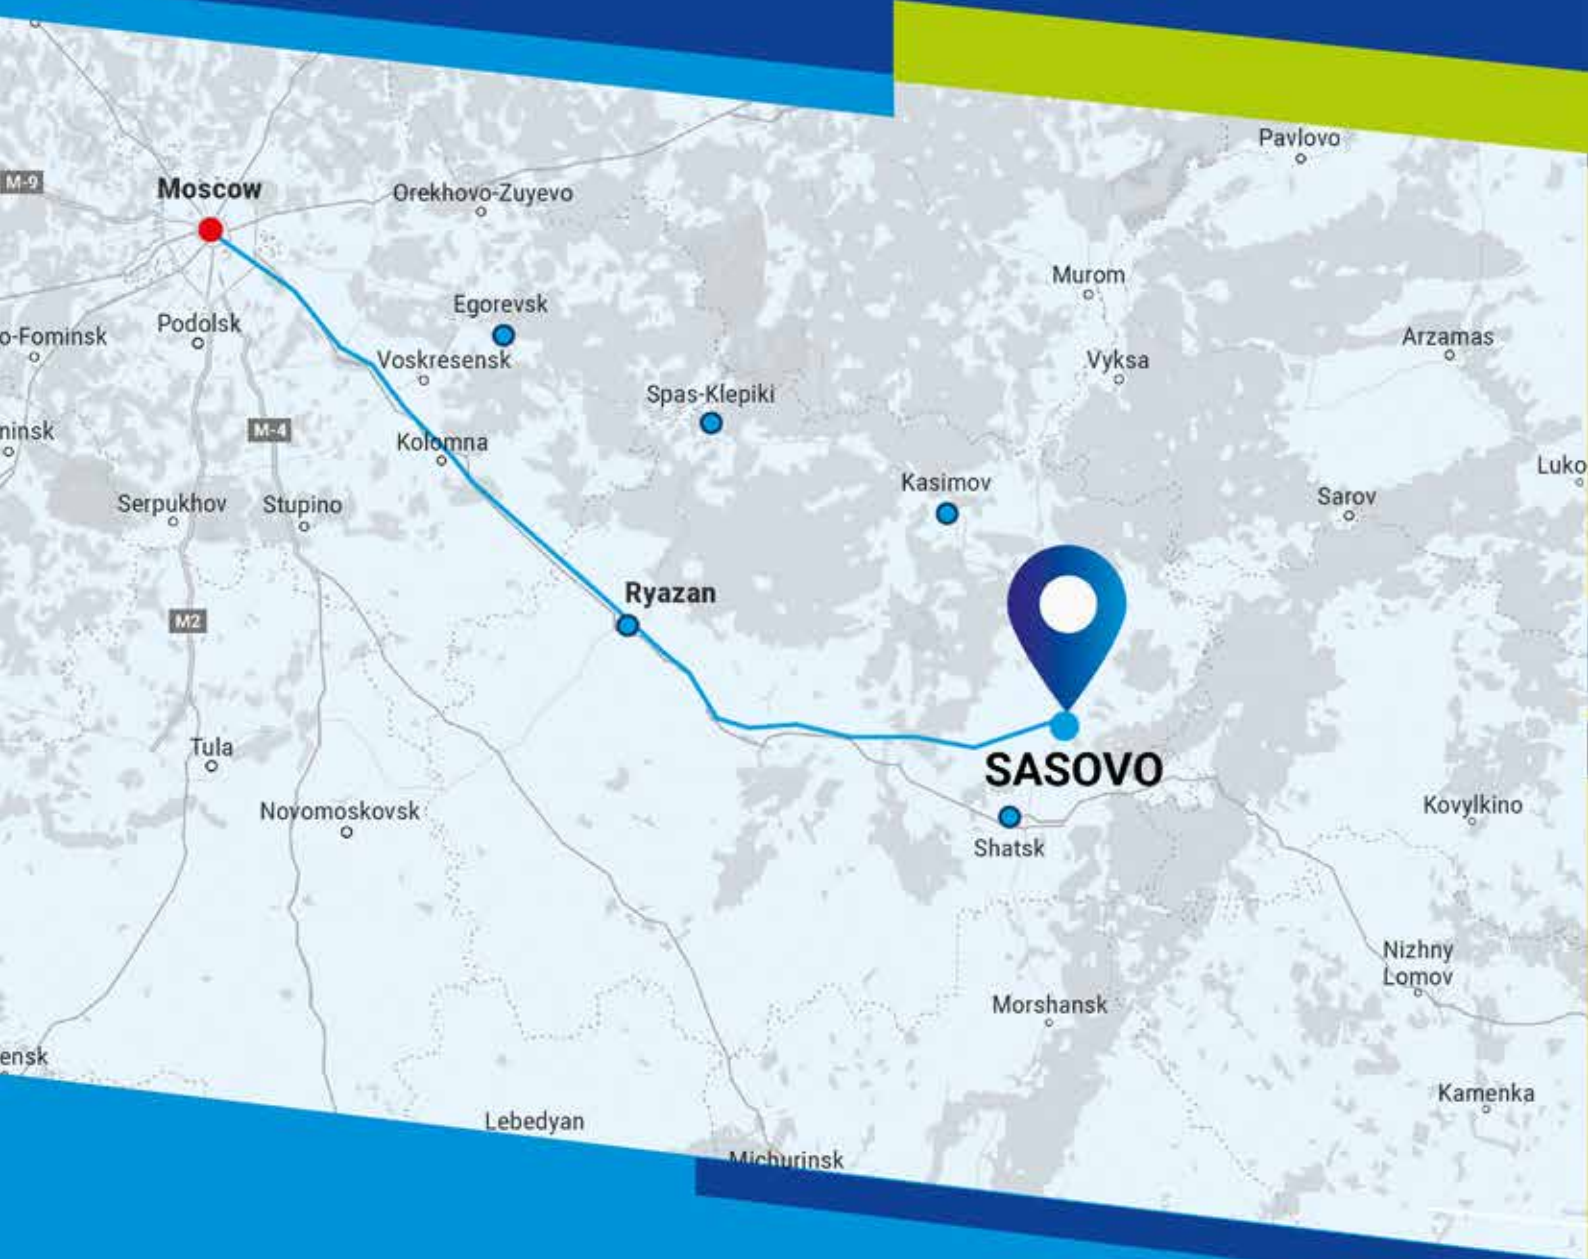 Pavlovo
M-9
Moscow
Orekhovo-Zuyevo
Murom
Egorevsk
o-Fominsk
Podolsk
Arzamas
Voskresensk
Vyksa
Spas-Klepiki
ninsk
M-4
Kolomna
Luko
Kasimov
Sarov
Serpukhov
Stupino
Ryazan
M2
Tula
SASOVO
Novomoskovsk
Kovylkino
Shatsk
Nizhny
Lomov
Morshansk
ensk
Kamenka
Lebedyan
Michurinsk